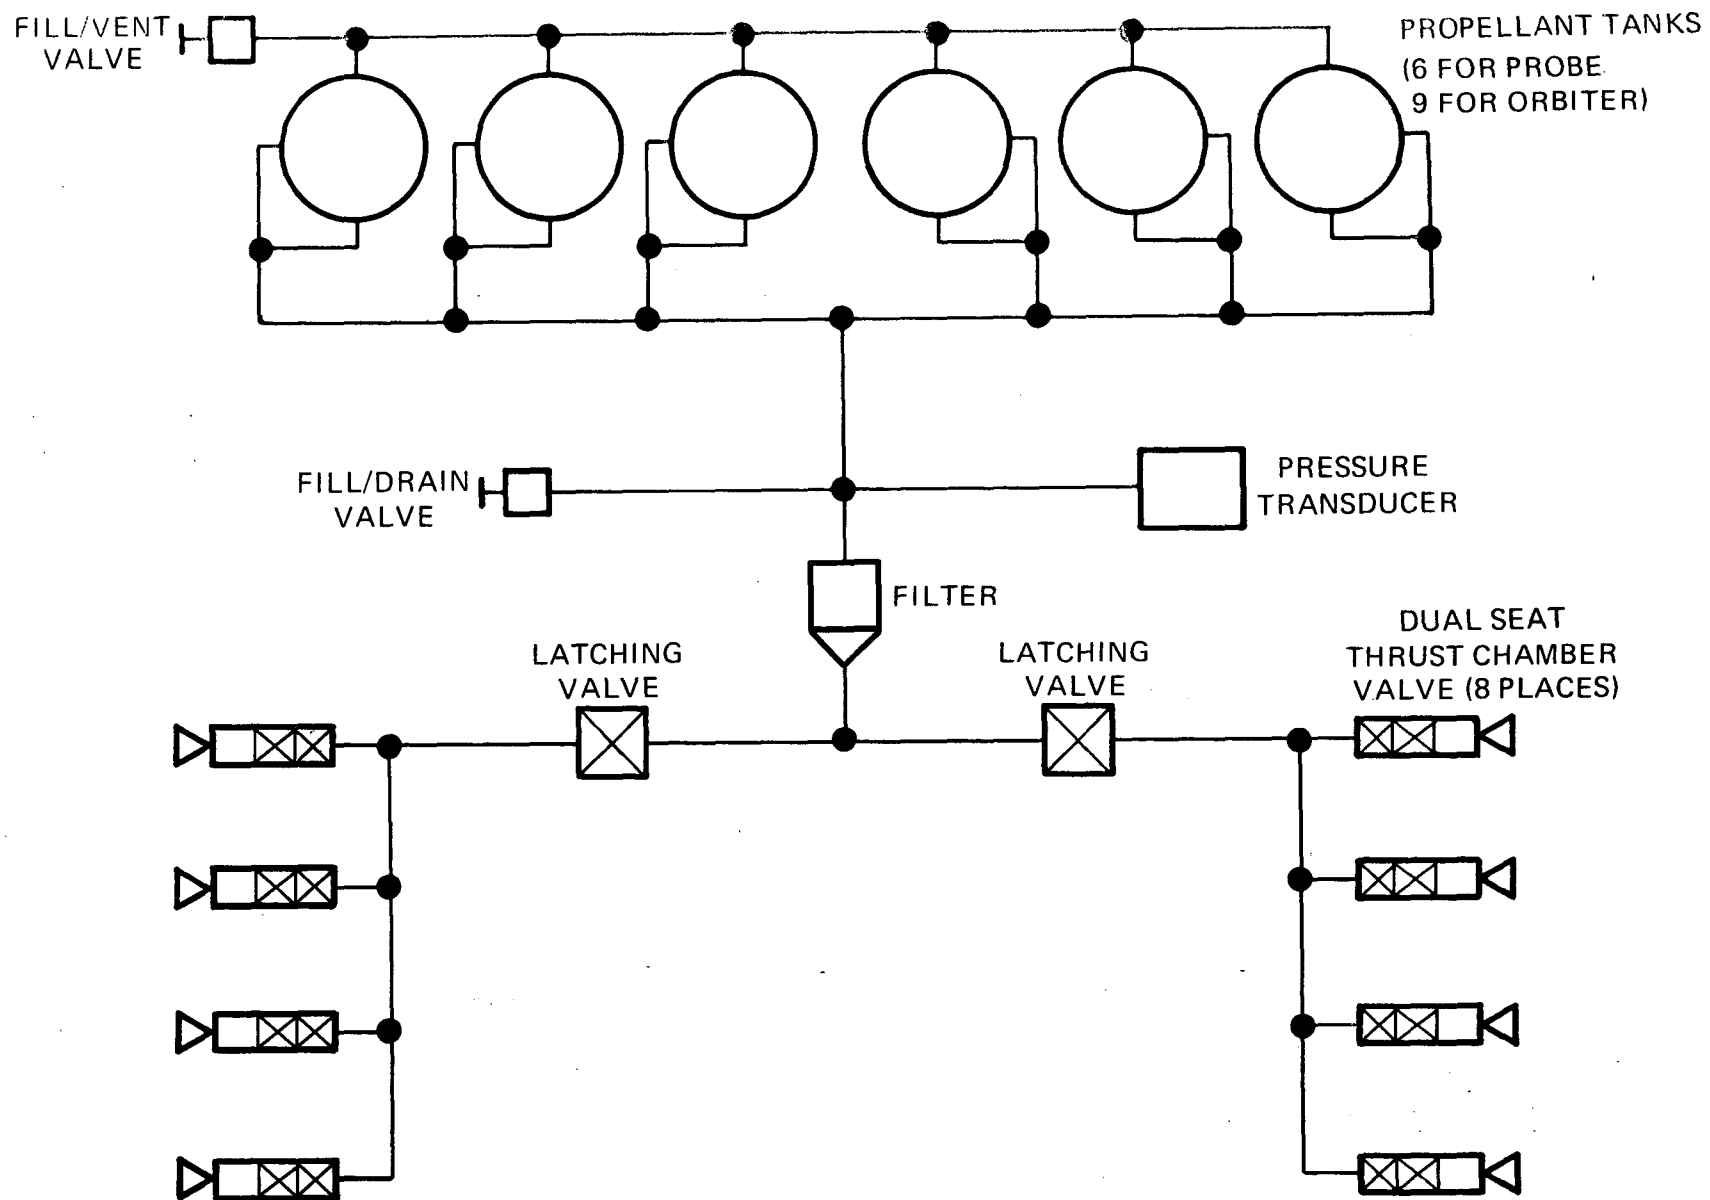 FILL/VENT
VALVE
PROPELLANT TANKS
(6 FOR PROBE
9 FOR ORBITER)
FILL/DRAIN
VALVE
PRESSURE
TRANSDUCER
FILTER
LATCHING
VALVE
LATCHING
VALVE
DUAL SEAT
THRUST CHAMBER
VALVE (8 PLACES)